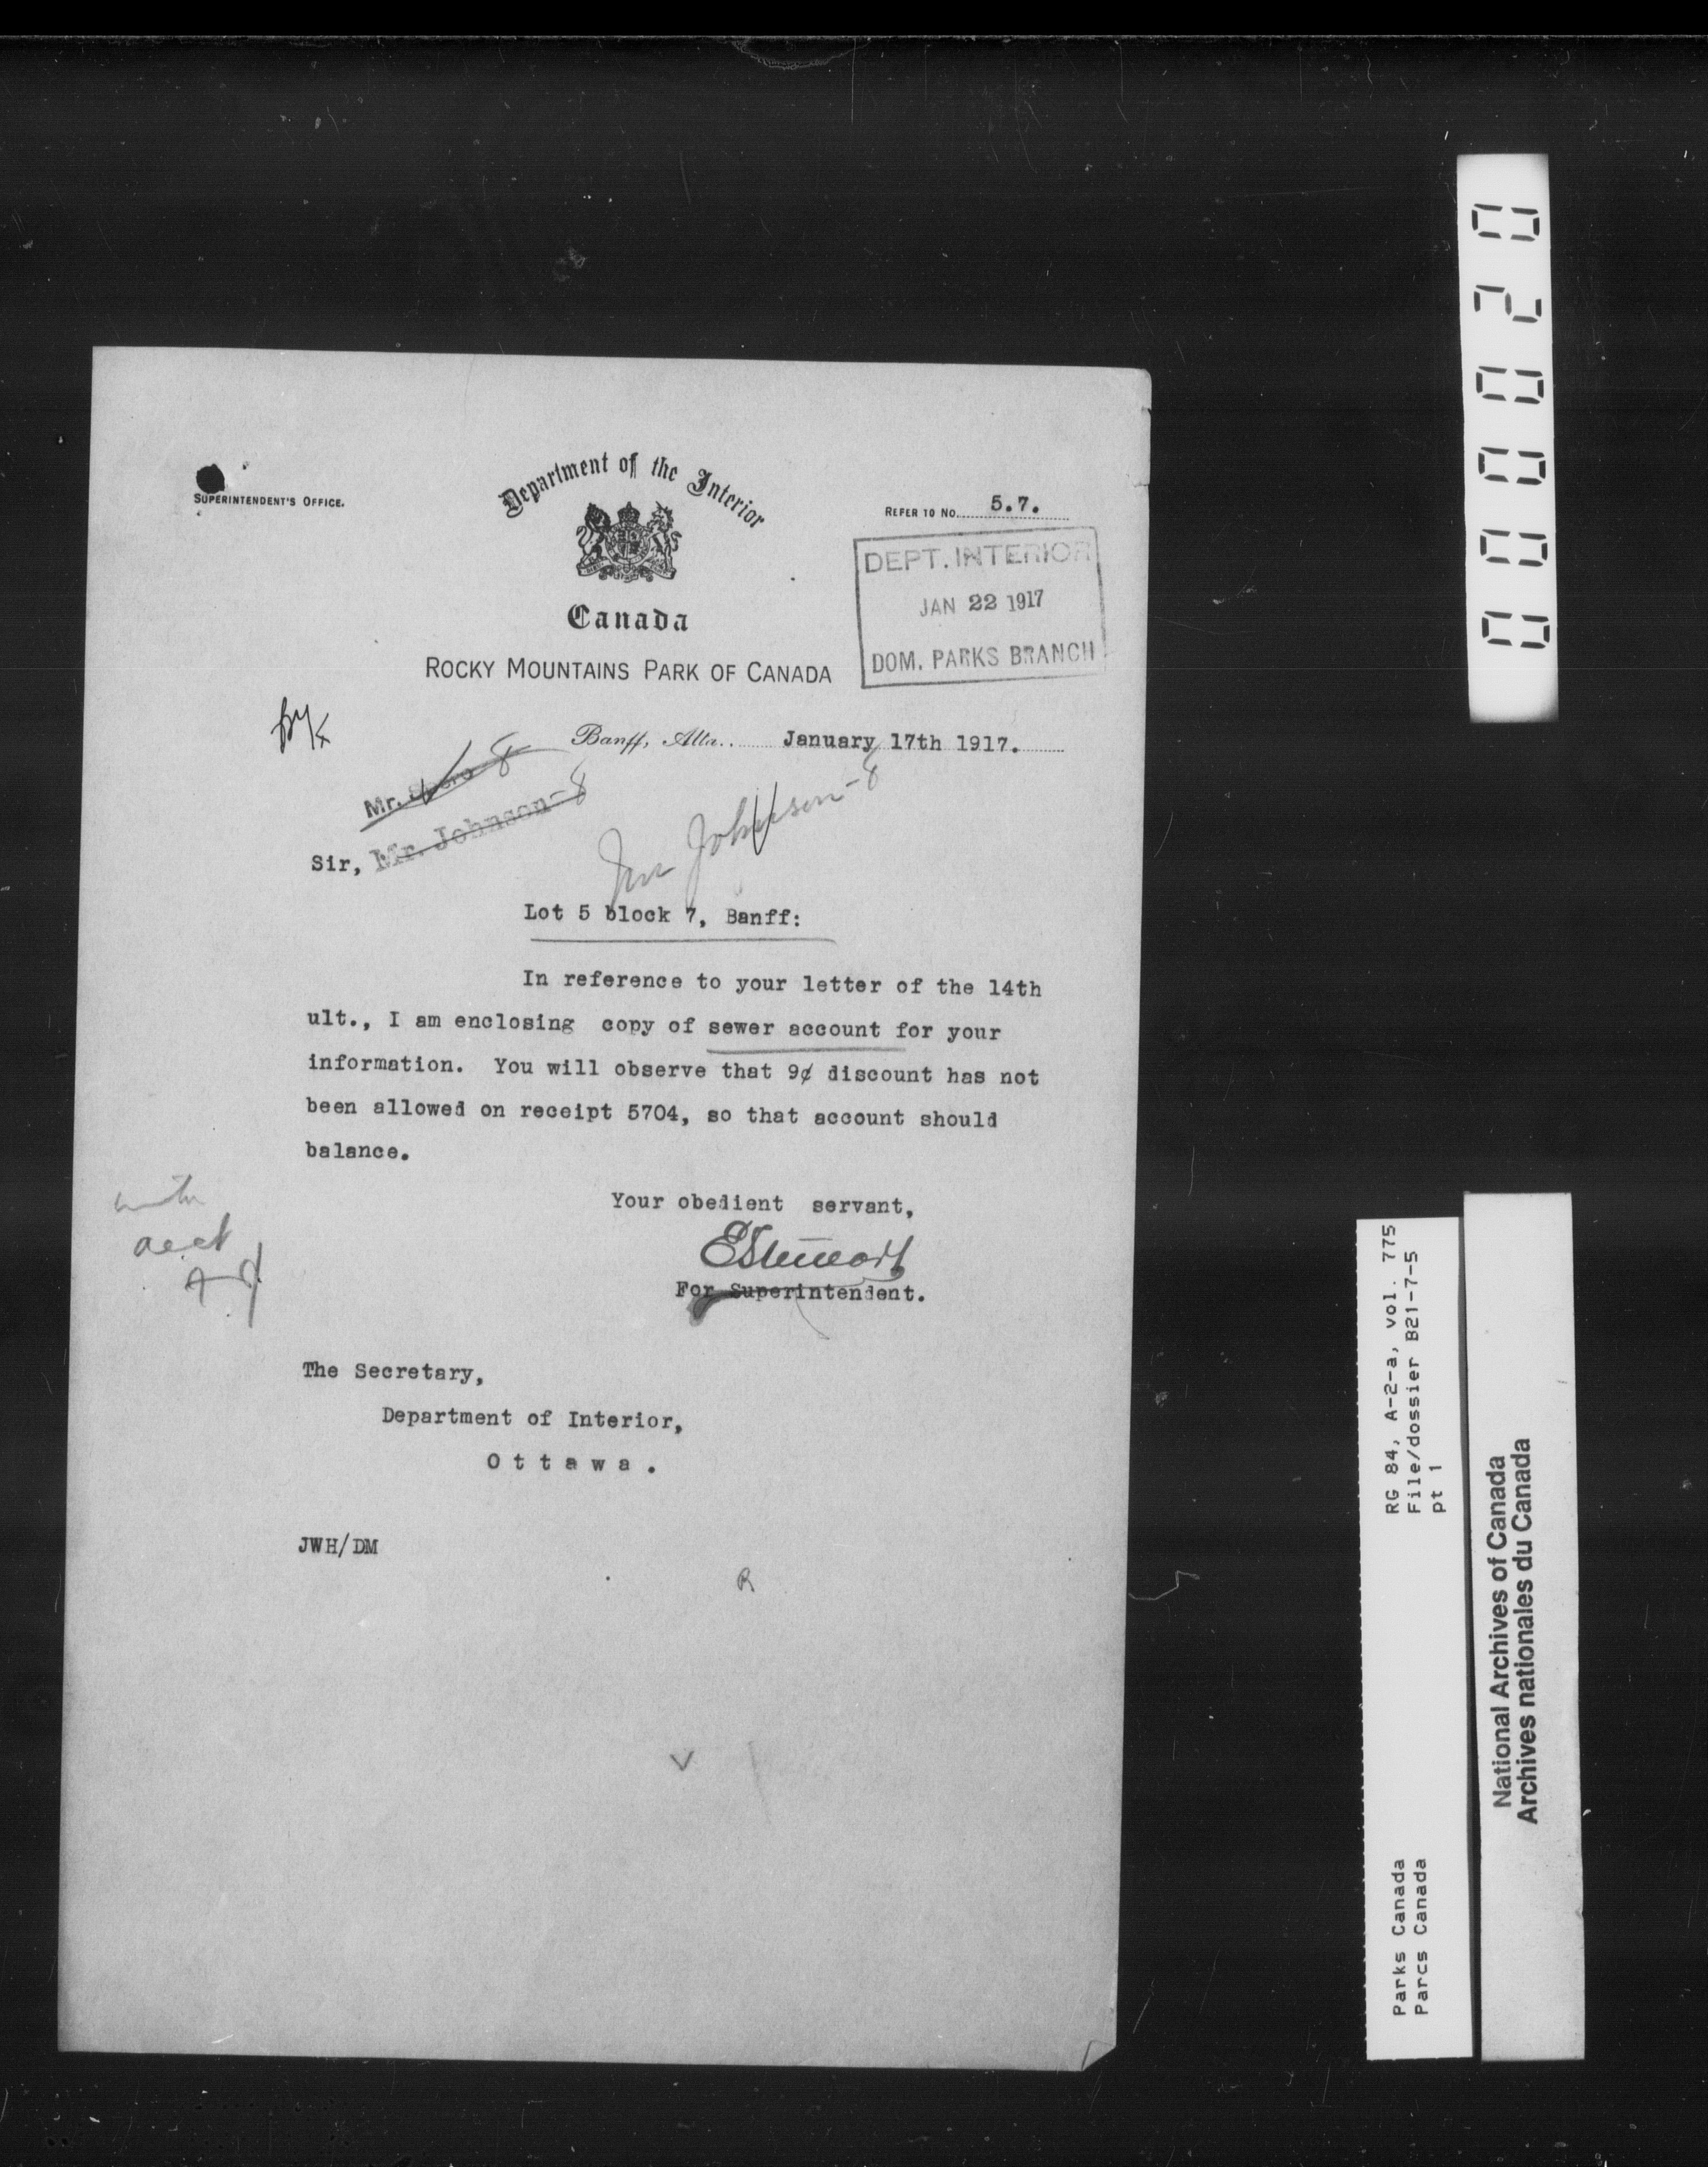 SUPERINTENDENT'S OFFICE.
Department of the Interior
Canada
ROCKY MOUNTAINS PARK OF CANADA
REFER TO No. 5.7.
DEPT. INTERIOR
JAN 22 1917
DOM. PARKS BRANCH
Banff, Alta. January 17th 1917.
Mr.
Mr. Johnson-8
Mr Johnson-8
Sir,
Lot 5 block 7, Banff:
In reference to your letter of the 14th
ult., I am enclosing copy of sewer account for your
information. You will observe that 9¢ discount has not
been allowed on receipt 5704, so that account should
balance.
Your obedient servant,
For Superintendent.
The Secretary,
Department of Interior,
Ottawa.
JWH/DM
R
000020
RG 84, A-2-a, vol. 775
File/dossier B21-7-5
pt 1
Parks Canada
Parcs Canada
National Archives of Canada
Archives nationales du Canada